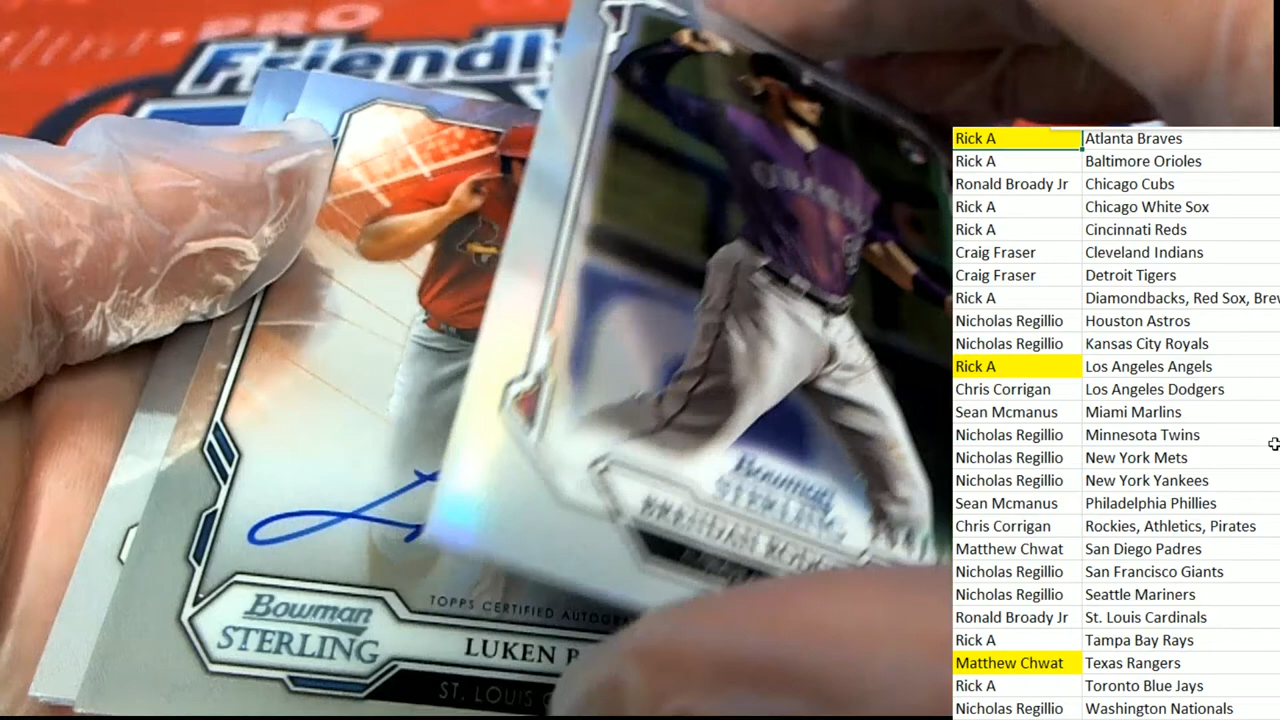 PRO
Friendly
Bowman
STERLING
TOPPS CERTIFIED
LUKEN
ST. LOUIS
Bowman
STERLING
BRENDAN
Rick A Atlanta Braves
Rick A Baltimore Orioles
Ronald Broady Jr Chicago Cubs
Rick A Chicago White Sox
Rick A Cincinnati Reds
Craig Fraser Cleveland Indians
Craig Fraser Detroit Tigers
Rick A Diamondbacks, Red Sox, Brew
Nicholas Regillio Houston Astros
Nicholas Regillio Kansas City Royals
Rick A Los Angeles Angels
Chris Corrigan Los Angeles Dodgers
Sean Mcmanus Miami Marlins
Nicholas Regillio Minnesota Twins
Nicholas Regillio New York Mets
Nicholas Regillio New York Yankees
Sean Mcmanus Philadelphia Phillies
Chris Corrigan Rockies, Athletics, Pirates
Matthew Chwat San Diego Padres
Nicholas Regillio San Francisco Giants
Nicholas Regillio Seattle Mariners
Ronald Broady Jr St. Louis Cardinals
Rick A Tampa Bay Rays
Matthew Chwat Texas Rangers
Rick A Toronto Blue Jays
Nicholas Regillio Washington Nationals